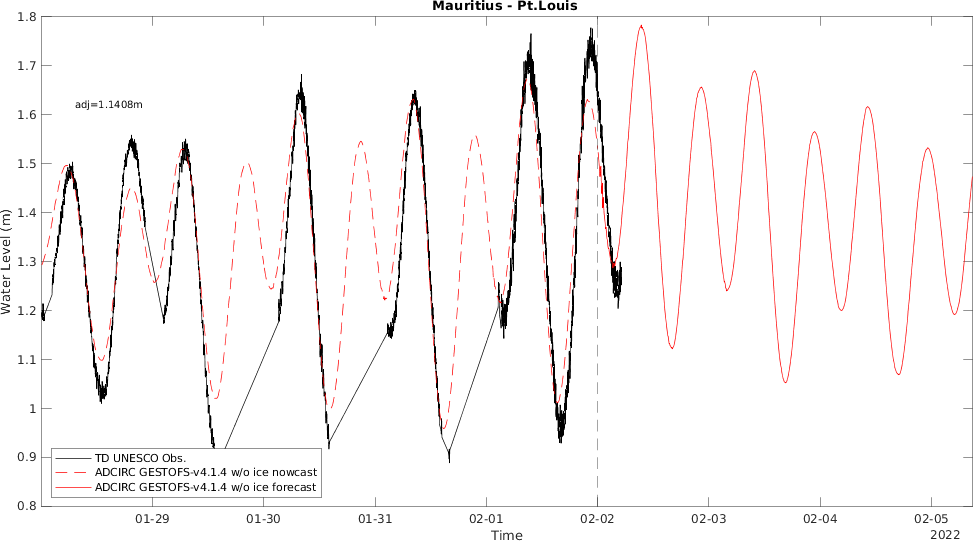 Mauritius - Pt.Louis
1.8
1.7
1.6
1.5
1.4
1.3
1.2
1.1
1
0.9
0.8
Water Level (m)
adj=1.1408m
TD UNESCO Obs.
ADCIRC GESTOFS-v4.1.4 w/o ice nowcast
ADCIRC GESTOFS-v4.1.4 w/o ice forecast
01-29 01-30 01-31 02-01 02-02 02-03 02-04 02-05
Time
2022